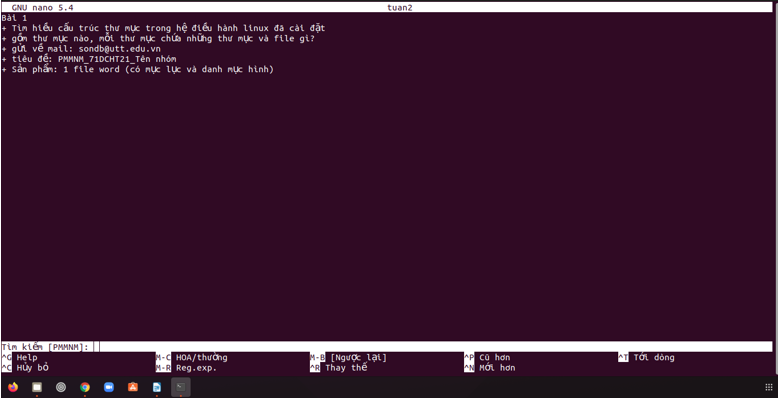 GNU nano 5.4 tuan2
Bài 1
+ Tìm hiểu cấu trúc thư mục trong hệ điều hành linux đã cài đặt
+ gồm thư mục nào, mỗi thư mục chứa những thư mục và file gì?
+ gửi về mail: sondb@utt.edu.vn
+ tiêu đề: PMMNM_71DCHT21_Tên nhóm
+ Sản phẩm: 1 file word (có mục lục và danh mục hình)
Tìm kiếm [PMMNM]:
^G Help M-C HOA/thường M-B [Ngược lại] ^P Cũ hơn ^T Tới dòng
^C Hủy bỏ M-R Reg.exp. ^R Thay thế ^N Mới hơn